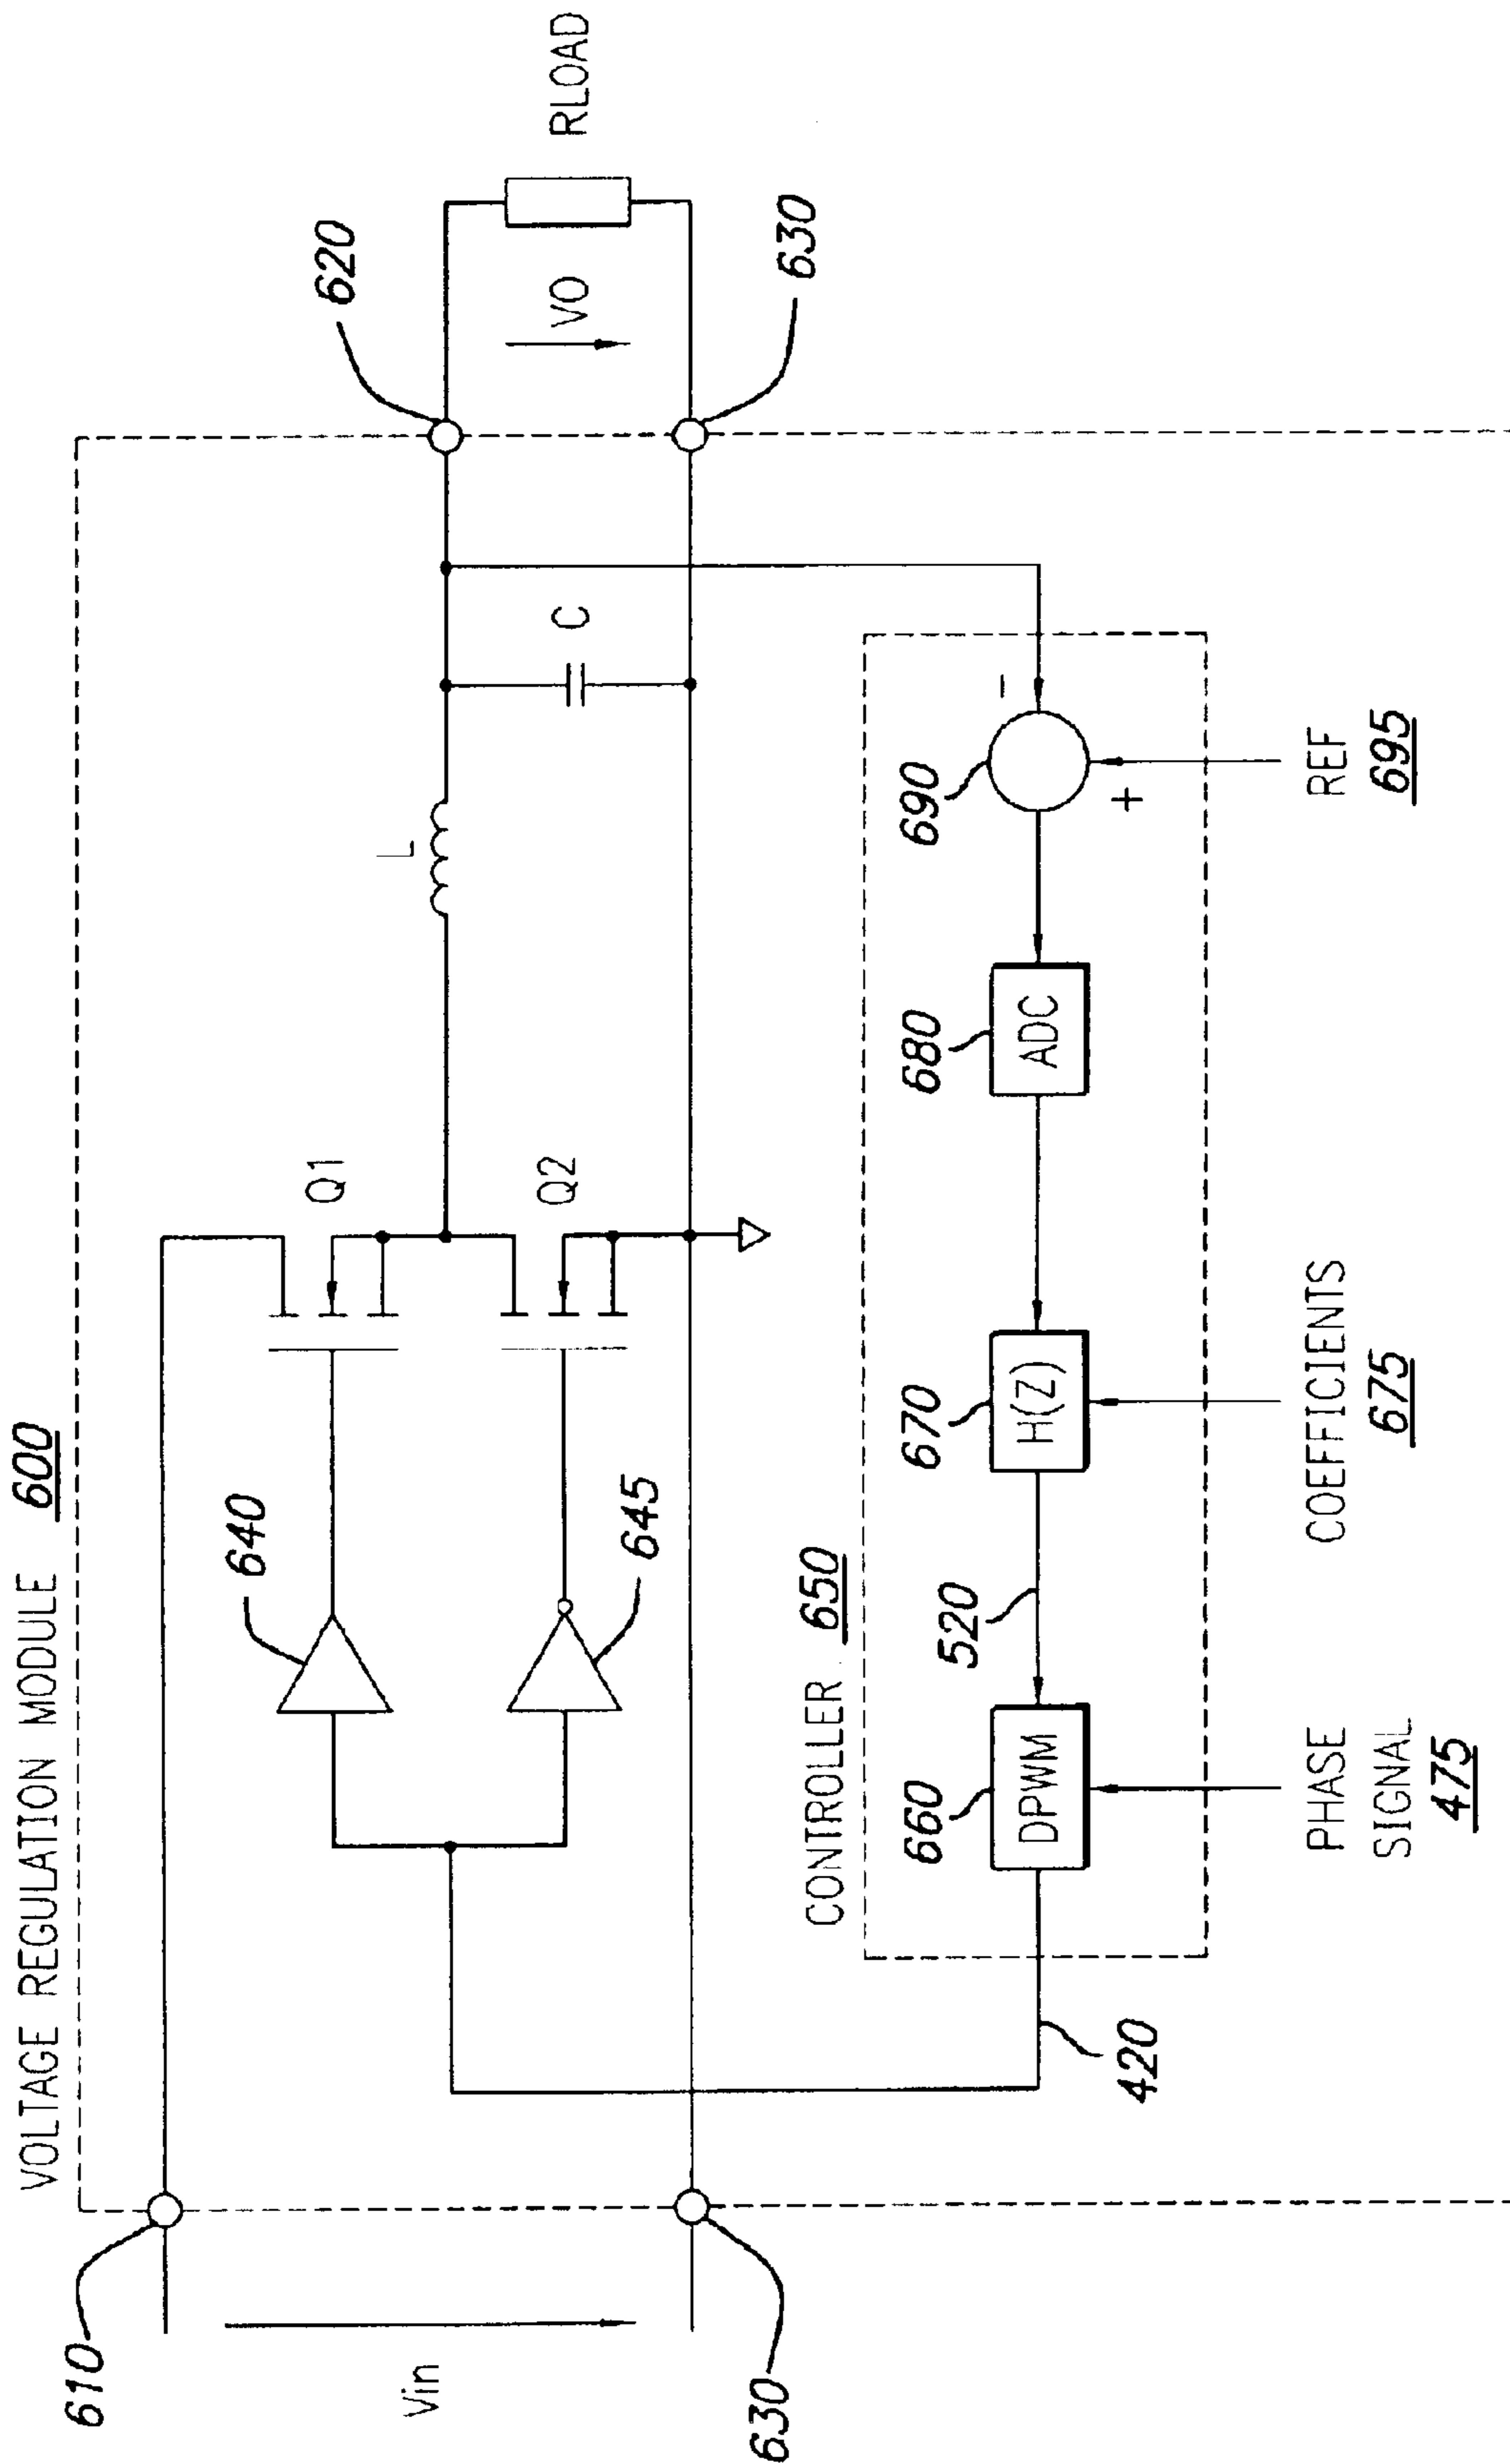 VOLTAGE REGULATION MODULE 600
610
Vin
630
640
645
Q1
Q2
L
C
620
VO
RLOAD
630
CONTROLLER 650
420
660
DPWM
520
670
H(Z)
680
ADC
690
-
+
PHASE
SIGNAL
475
COEFFICIENTS
675
REF
695